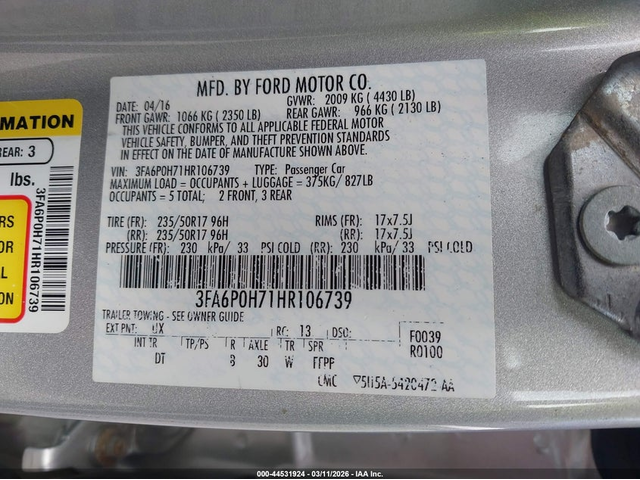 MFD. BY FORD MOTOR CO.
DATE: 04/16 GVWR: 2009 KG ( 4430 LB)
FRONT GAWR: 1066 KG ( 2350 LB) REAR GAWR: 966 KG ( 2130 LB)
THIS VEHICLE CONFORMS TO ALL APPLICABLE FEDERAL MOTOR
VEHICLE SAFETY, BUMPER, AND THEFT PREVENTION STANDARDS
IN EFFECT ON THE DATE OF MANUFACTURE SHOWN ABOVE.
VIN: 3FA6P0H71HR106739 TYPE: Passenger Car
MAXIMUM LOAD = OCCUPANTS + LUGGAGE = 375KG/ 827LB
OCCUPANTS = 5 TOTAL; 2 FRONT, 3 REAR
TIRE (FR): 235/50R17 96H RIMS (FR): 17x7.5J
(RR): 235/50R17 96H (RR): 17x7.5J
PRESSURE (FR): 230 kPa/ 33 PSI COLD (RR): 230 kPa/ 33 PSI COLD
3FA6P0H71HR106739
TRAILER TOWING - SEE OWNER GUIDE
EXT PNT: UX RC: 13 DSO: F0039
INT TR TP/PS R AXLE TR SPR R0100
DT B 30 W
MATION
REAR: 3
lbs.
3FA6P0H71HR106739
ERS
OR
ION
000-44531924 | 03/11/2026 | IAA Inc.